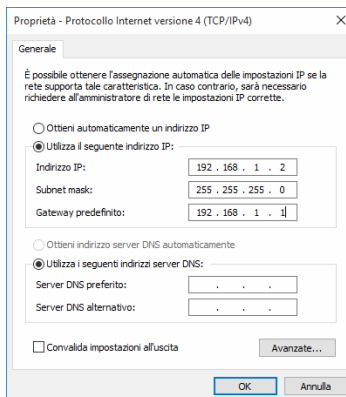 Proprietà - Protocollo Internet versione 4 (TCP/IPv4)
Generale
È possibile ottenere l'assegnazione automatica delle impostazioni IP se la
rete supporta tale caratteristica. In caso contrario, sarà necessario
richiedere all'amministratore di rete le impostazioni IP corrette.
Ottieni automaticamente un indirizzo IP
Utilizza il seguente indirizzo IP:
Indirizzo IP: 192 . 168 . 1 . 2
Subnet mask: 255 . 255 . 255 . 0
Gateway predefinito: 192 . 168 . 1 . 1
Ottieni indirizzo server DNS automaticamente
Utilizza i seguenti indirizzi server DNS:
Server DNS preferito: . . .
Server DNS alternativo: . . .
Convalida impostazioni all'uscita
Avanzate...
OK Annulla